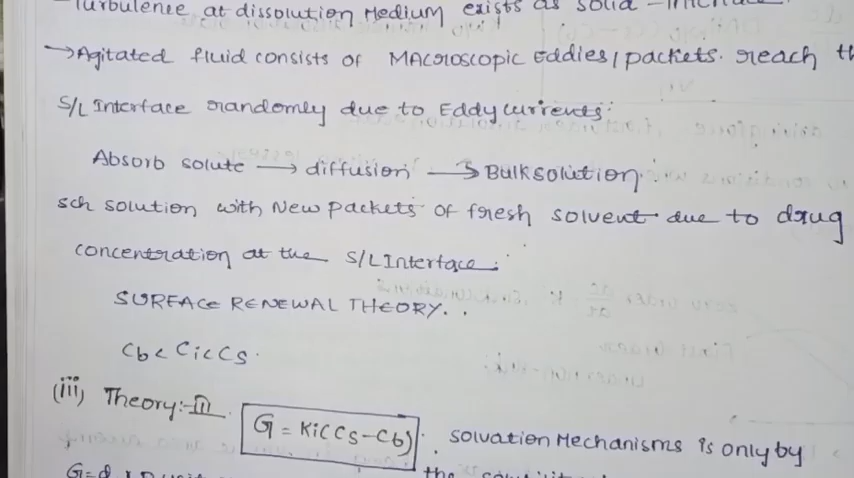 Turbulence at dissolution Medium exists as solid-
→ Agitated fluid consists of MAcroscopic Eddies/packets. reach th
S/L Interface randomly due to Eddy currents.
Absorb solute → diffusion → Bulk solution.
sch solution with New packets of fresh solvent due to drug
concentration at the S/L Interface.
SURFACE RENEWAL THEORY.
Cb < Ci < Cs.
(iii) Theory:-III. G = Ki(Cs-Cb). solvation Mechanisms is only by